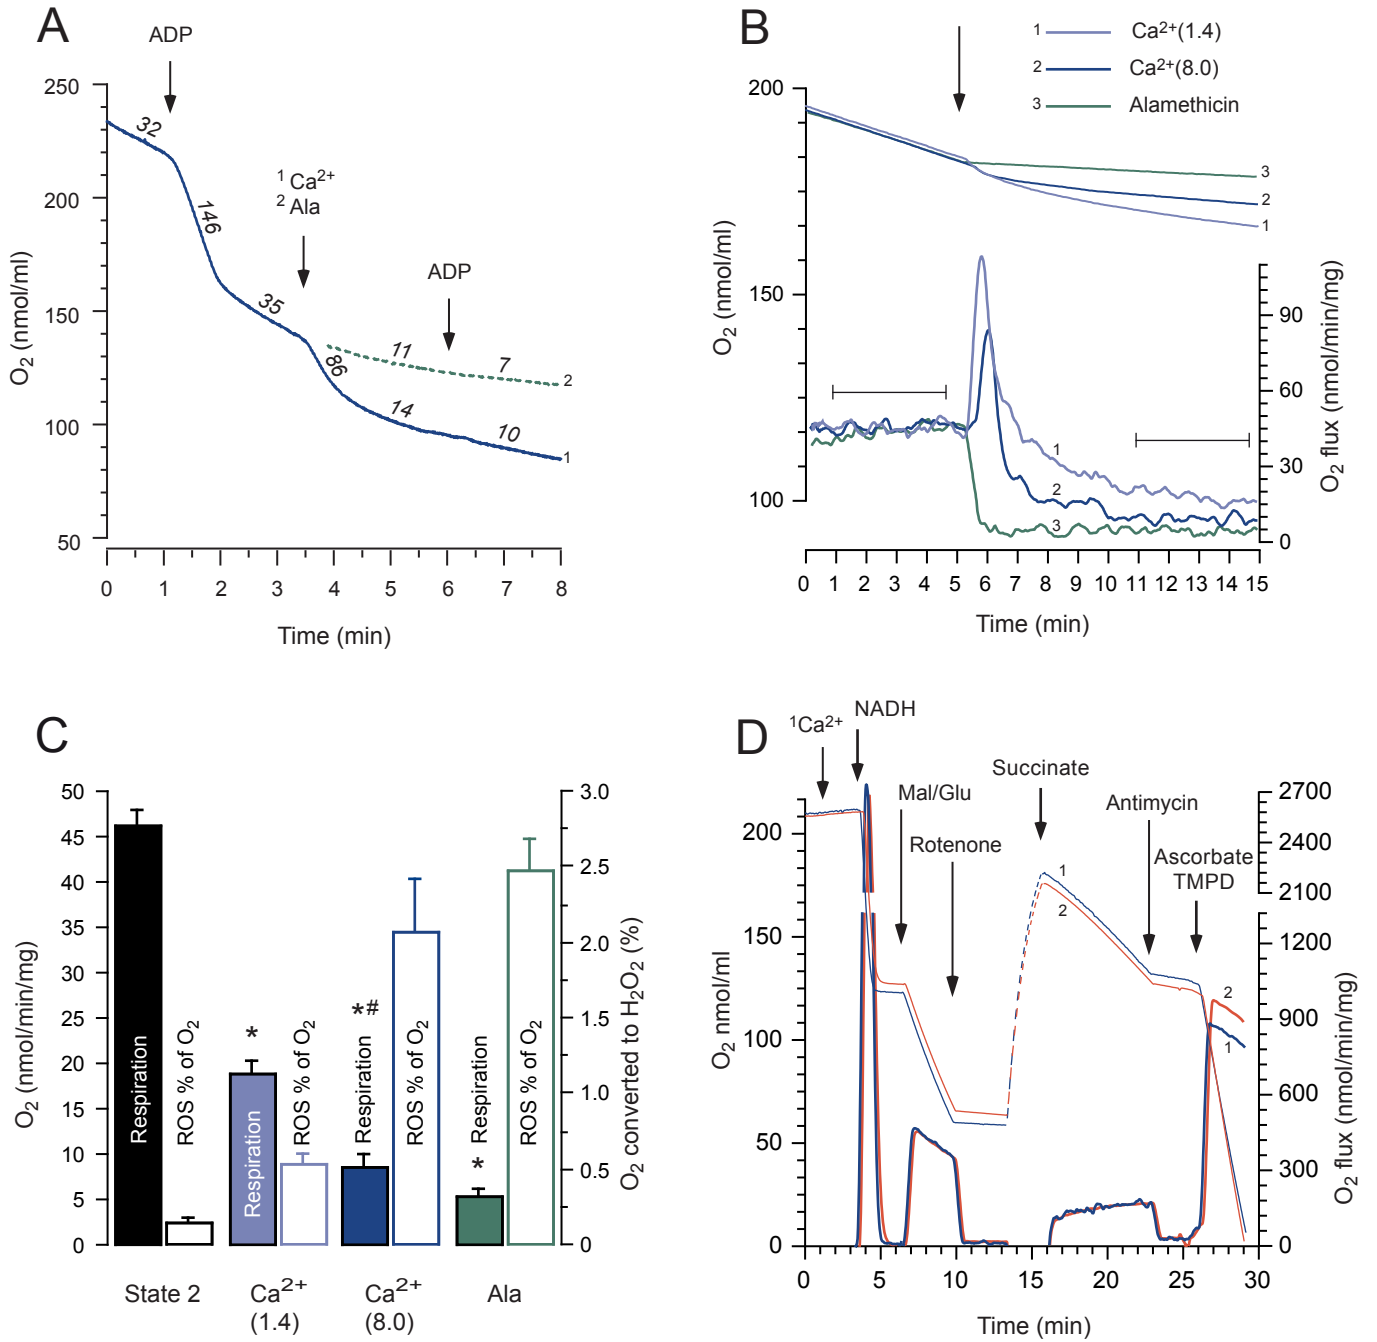 A
ADP
250
200
150
100
50
O2 (nmol/ml)
32
146
35
1 Ca2+
2 Ala
86
ADP
11
7
2
14
10
1
0 1 2 3 4 5 6 7 8
Time (min)
B
1 Ca2+(1.4)
2 Ca2+(8.0)
3 Alamethicin
200
150
100
O2 (nmol/ml)
3
2
1
1
2
3
90
60
30
0
O2 flux (nmol/min/mg)
0 1 2 3 4 5 6 7 8 9 10 11 12 13 14 15
Time (min)
C
50
45
40
35
30
25
20
15
10
5
0
O2 (nmol/min/mg)
Respiration
ROS % of O2
*
Respiration
ROS % of O2
*#
Respiration
ROS % of O2
*
Respiration
ROS % of O2
3.0
2.5
2.0
1.5
1.0
0.5
0
O2 converted to H2O2 (%)
State 2
Ca2+
(1.4)
Ca2+
(8.0)
Ala
D
1Ca2+
NADH
Mal/Glu
Rotenone
Succinate
Antimycin
Ascorbate
TMPD
200
150
100
50
0
O2 nmol/ml
1
2
2
1
2700
2400
2100
1200
900
600
300
0
O2 flux (nmol/min/mg)
0 5 10 15 20 25 30
Time (min)